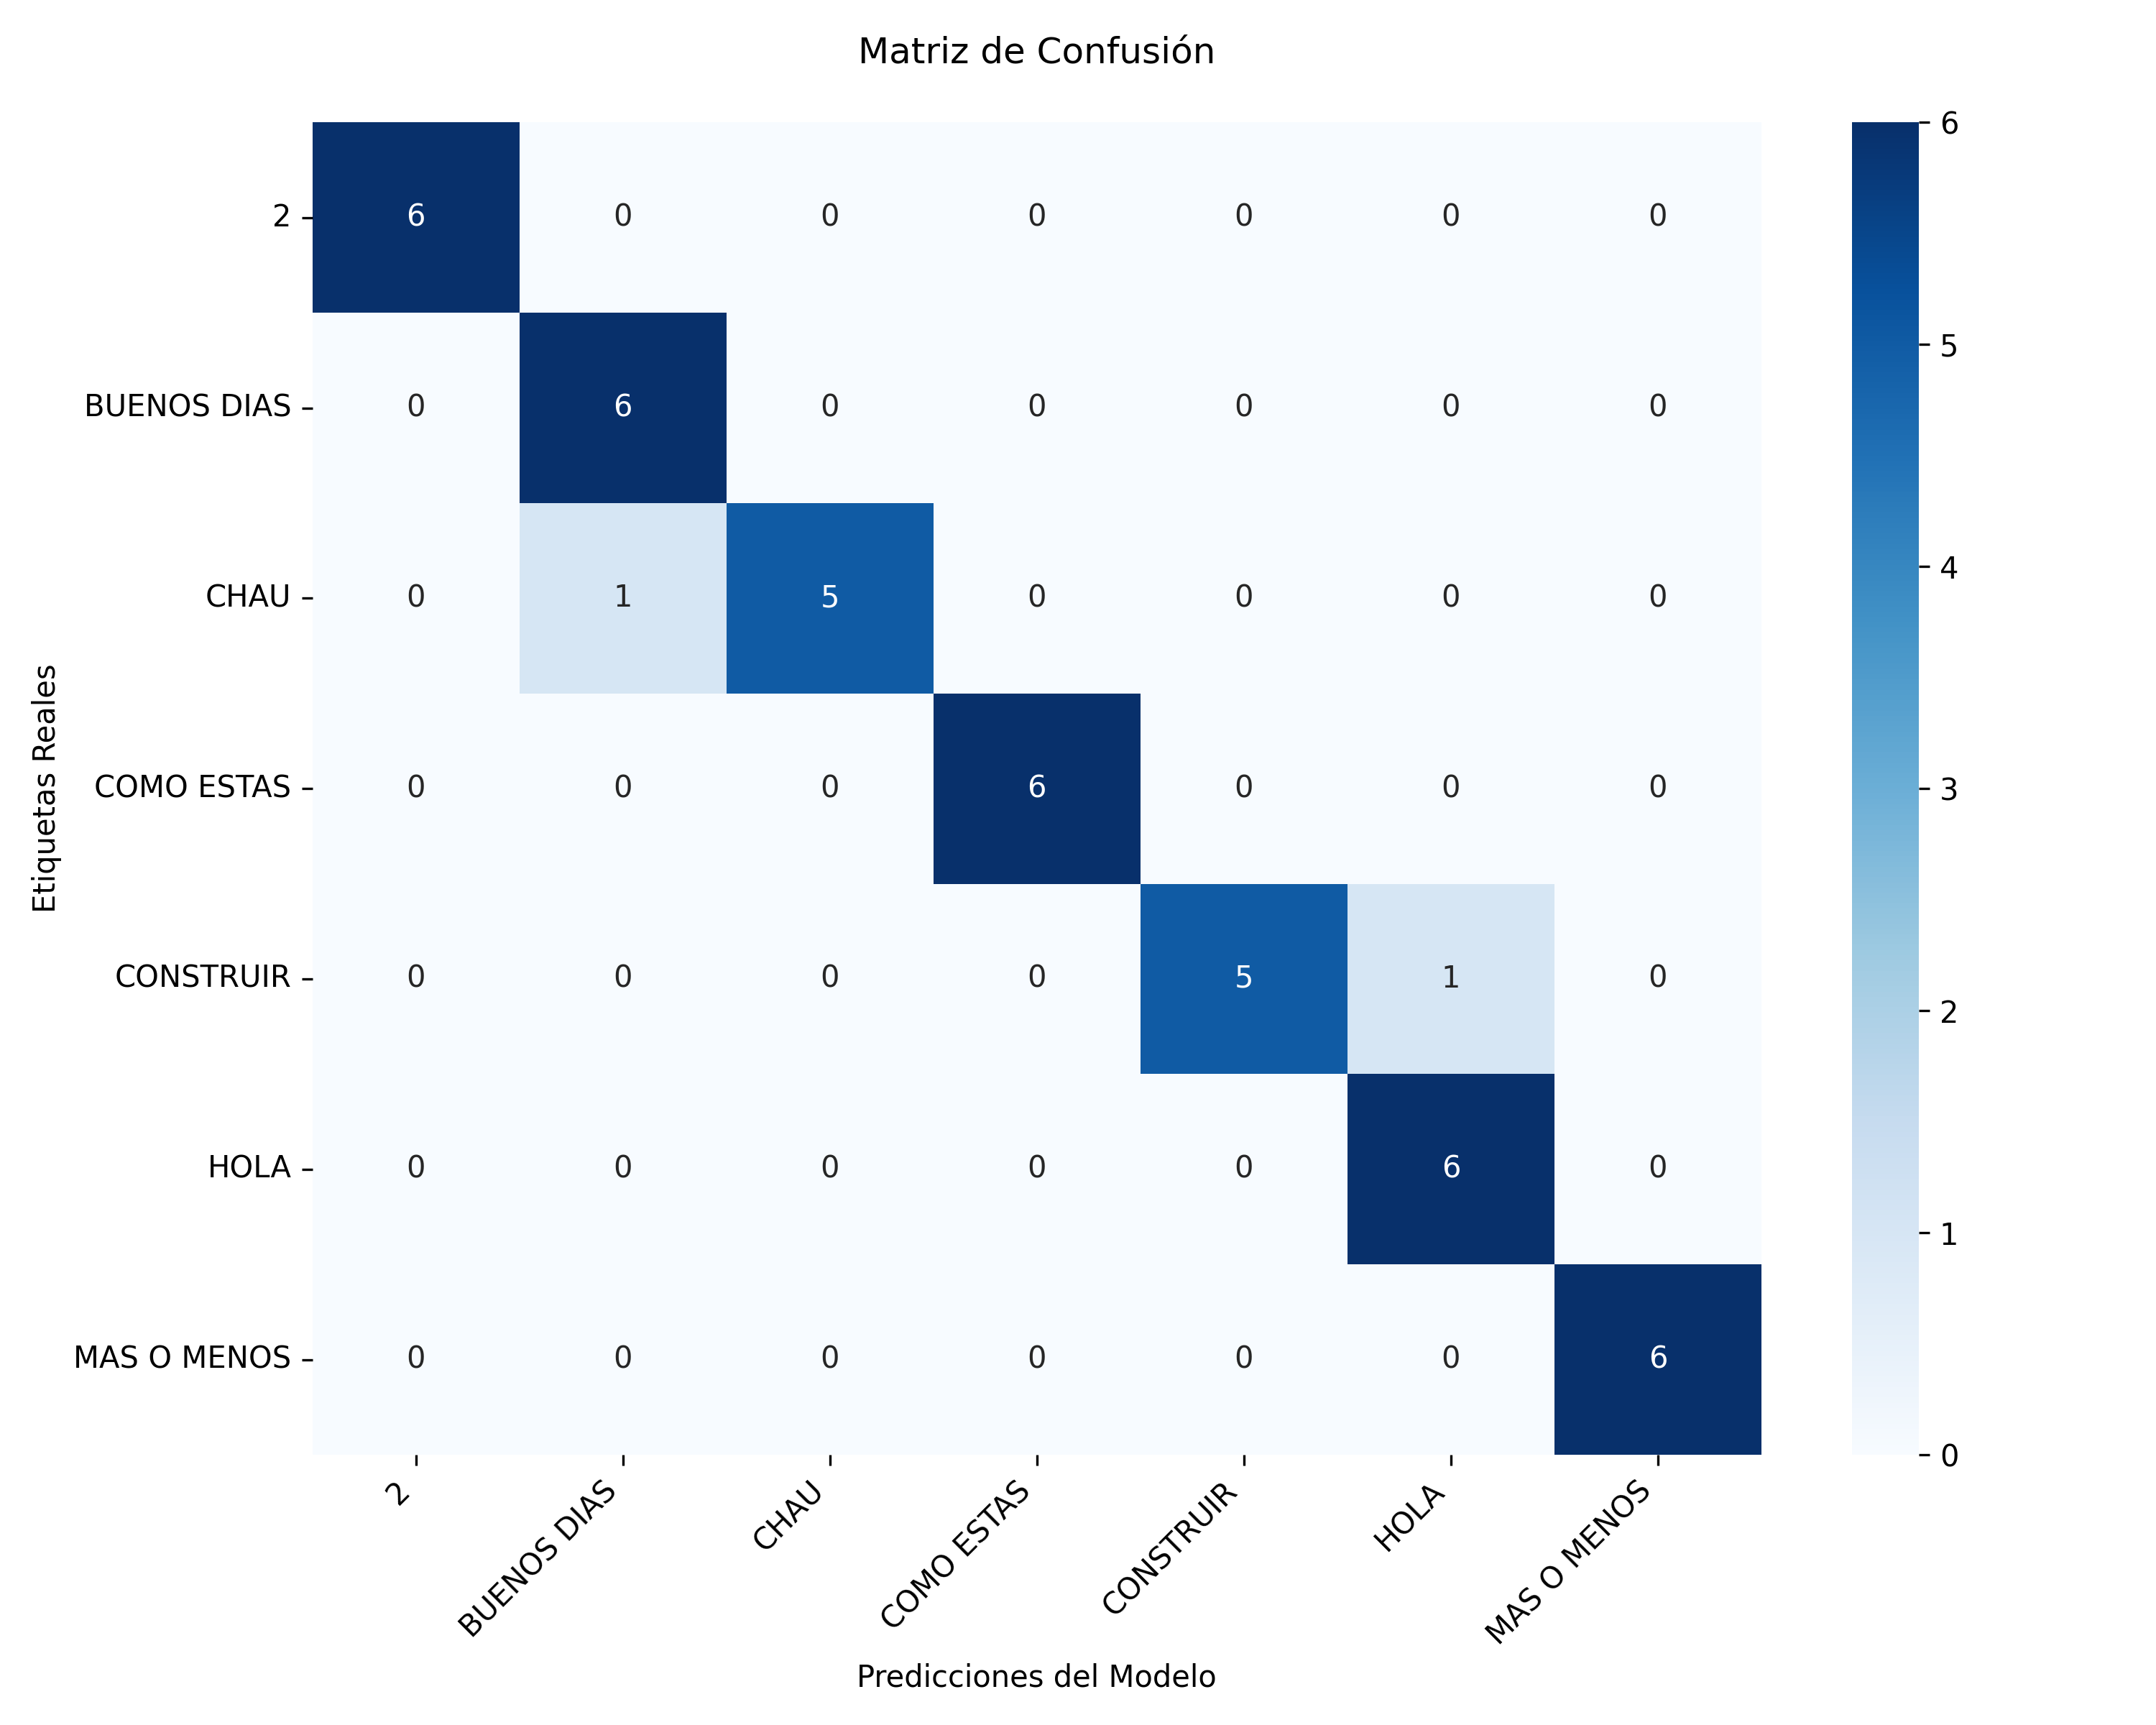 Matriz de Confusión
2 6 0 0 0 0 0 0
BUENOS DIAS 0 6 0 0 0 0 0
CHAU 0 1 5 0 0 0 0
COMO ESTAS 0 0 0 6 0 0 0
CONSTRUIR 0 0 0 0 5 1 0
HOLA 0 0 0 0 0 6 0
MAS O MENOS 0 0 0 0 0 0 6
Etiquetas Reales
2
BUENOS DIAS
CHAU
COMO ESTAS
CONSTRUIR
HOLA
MAS O MENOS
Predicciones del Modelo
6
5
4
3
2
1
0